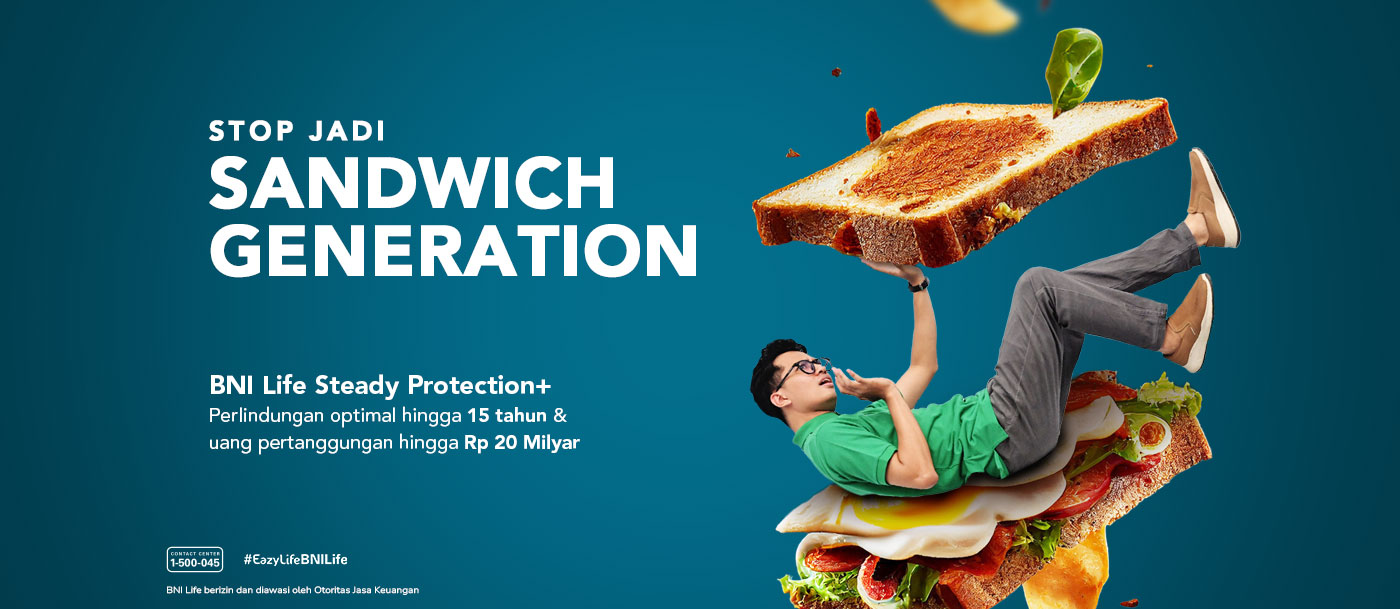 STOP JADI
SANDWICH
GENERATION
BNI Life Steady Protection+
Perlindungan optimal hingga 15 tahun &
uang pertanggungan hingga Rp 20 Milyar
CONTACT CENTER
1-500-045
#EazyLifeBNILife
BNI Life berizin dan diawasi oleh Otoritas Jasa Keuangan